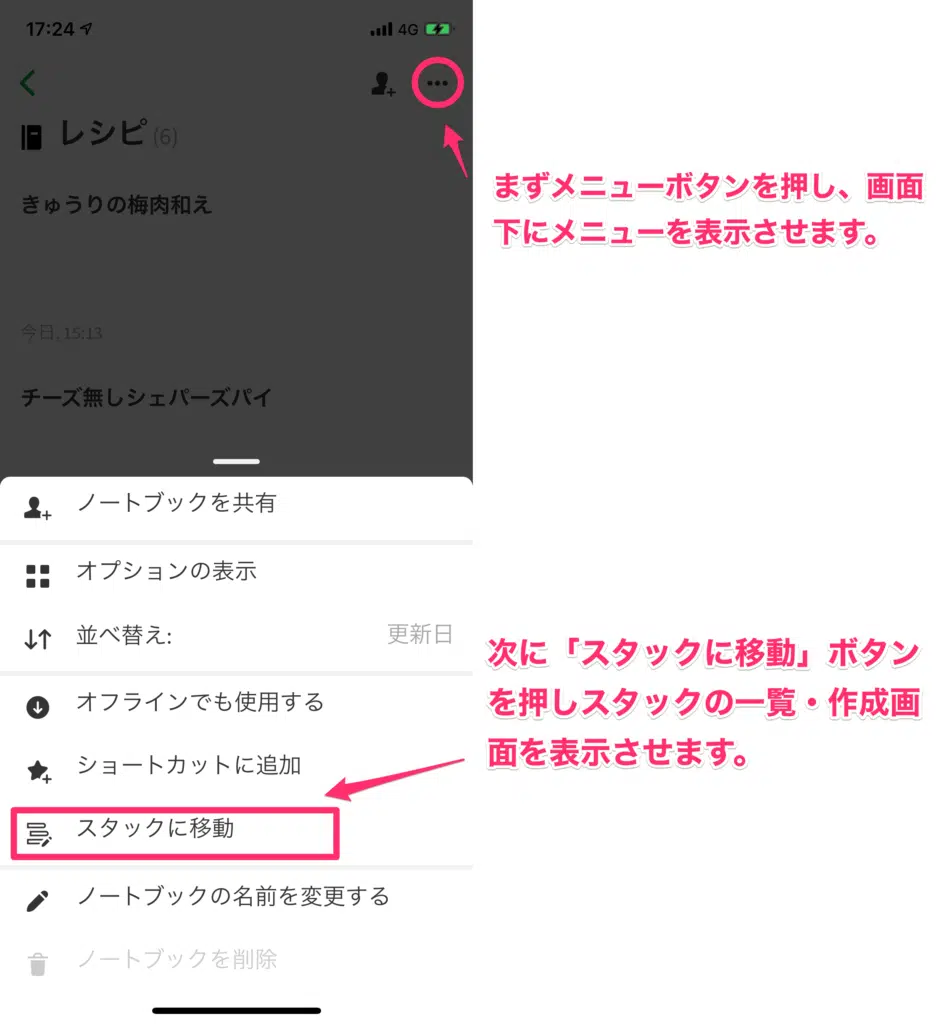 17:24
4G
レシピ (6)
きゅうりの梅肉和え
今日, 15:13
チーズ無しシェパーズパイ
まずメニューボタンを押し、画面
下にメニューを表示させます。
ノートブックを共有
オプションの表示
並べ替え: 更新日
オフラインでも使用する
ショートカットに追加
スタックに移動
ノートブックの名前を変更する
ノートブックを削除
次に「スタックに移動」ボタン
を押しスタックの一覧・作成画
面を表示させます。